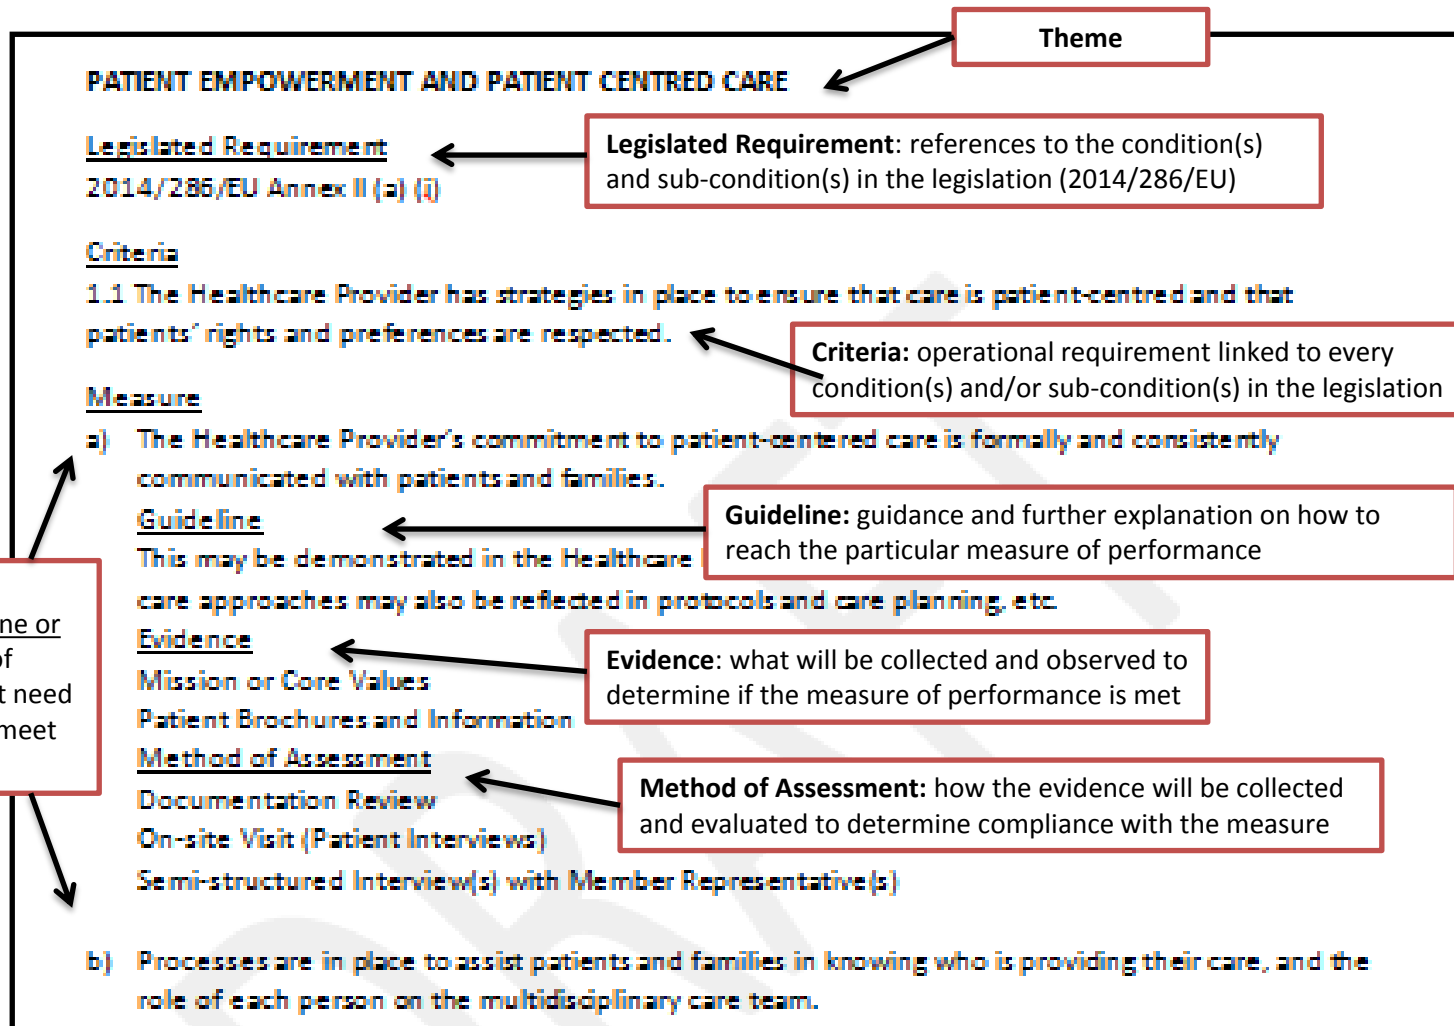 Theme
PATIENT EMPOWERMENT AND PATIENT CENTRED CARE
Legislated Requirement
2014/286/EU Annex II (a) (i)
Legislated Requirement: references to the condition(s)
and sub-condition(s) in the legislation (2014/286/EU)
Criteria
1.1 The Healthcare Provider has strategies in place to ensure that care is patient-centred and that
patients' rights and preferences are respected.
Criteria: operational requirement linked to every
condition(s) and/or sub-condition(s) in the legislation
Measure
a) The Healthcare Provider's commitment to patient-centered care is formally and consistently
communicated with patients and families.
Guideline
Guideline: guidance and further explanation on how to
reach the particular measure of performance
This may be demonstrated in the Healthcare
care approaches may also be reflected in protocols and care planning, etc.
ne or
of
t need
meet
Evidence
Evidence: what will be collected and observed to
determine if the measure of performance is met
Mission or Core Values
Patient Brochures and Information
Method of Assessment
Method of Assessment: how the evidence will be collected
and evaluated to determine compliance with the measure
Documentation Review
On-site Visit (Patient Interviews)
Semi-structured Interview(s) with Member Representative(s)
b) Processes are in place to assist patients and families in knowing who is providing their care, and the
role of each person on the multidisciplinary care team.
DRAFT